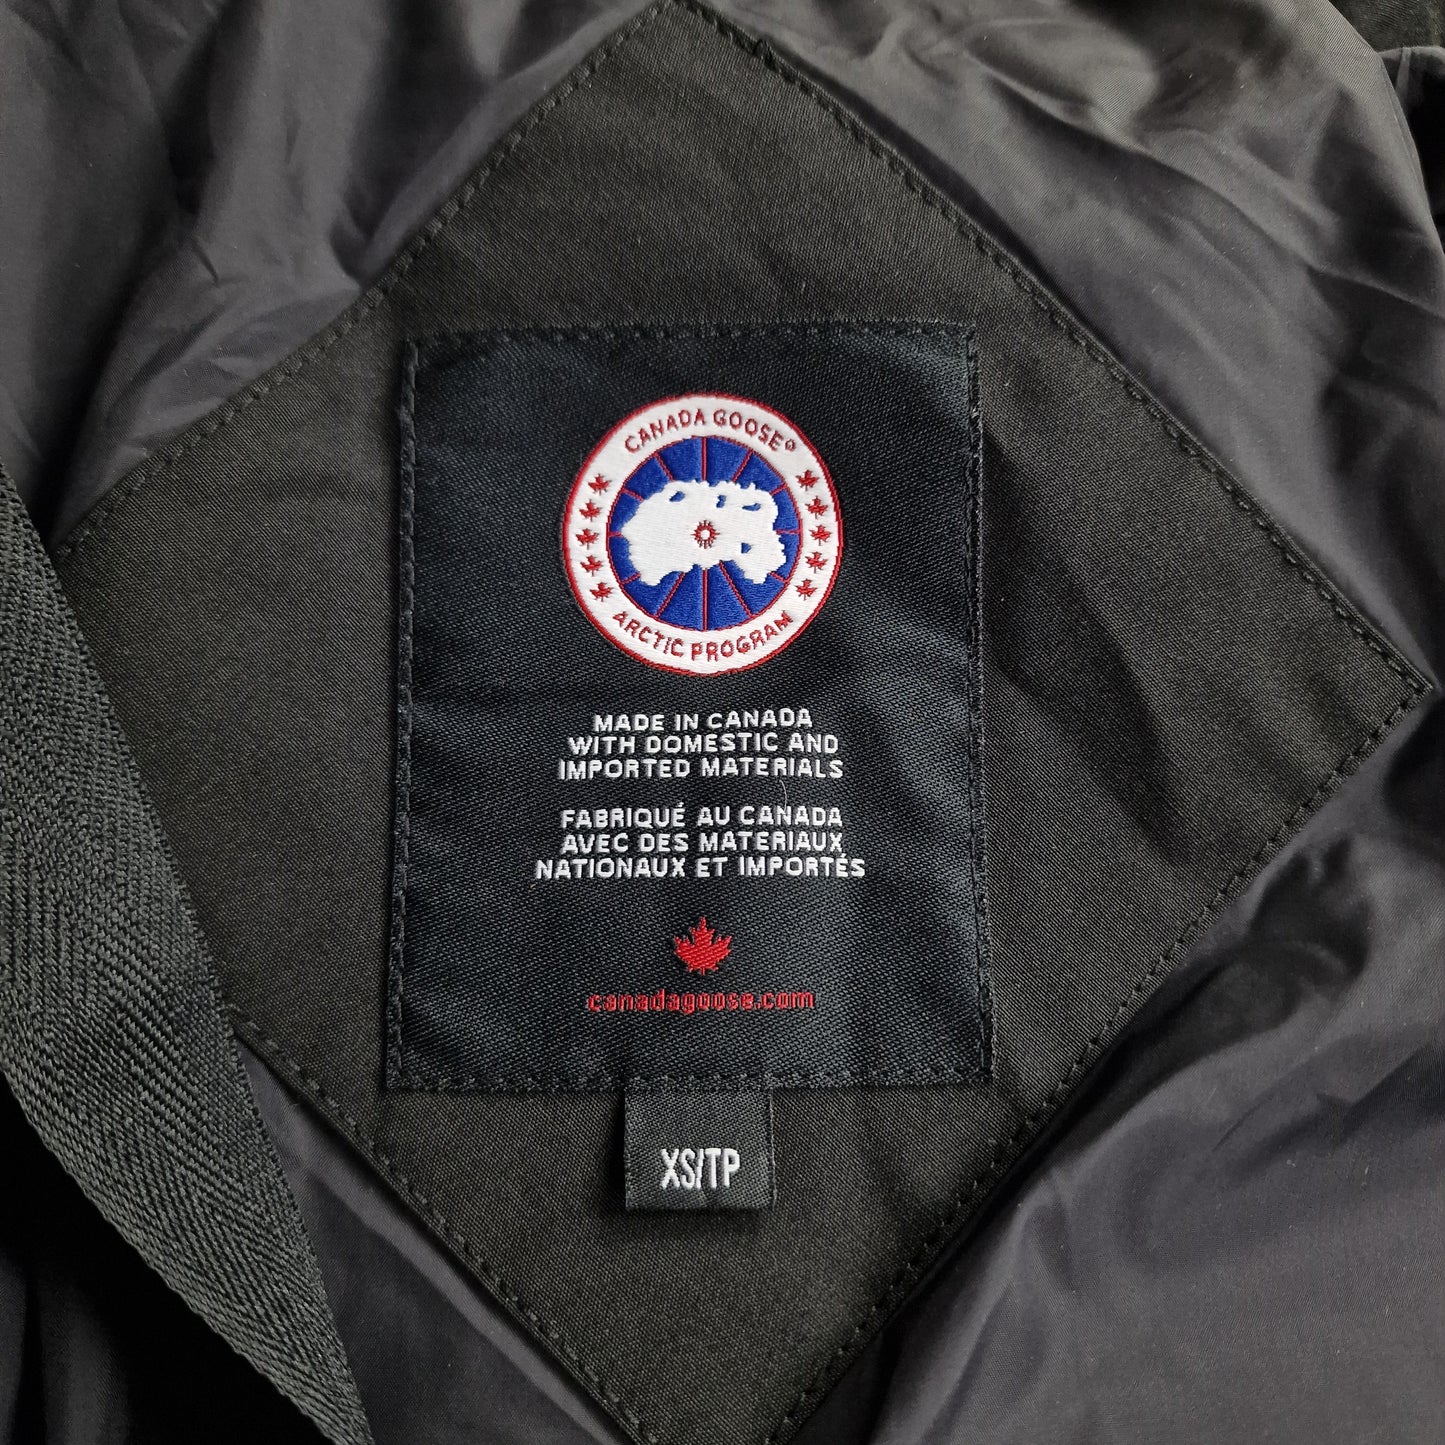 CANADA GOOSE®
ARCTIC PROGRAM
MADE IN CANADA
WITH DOMESTIC AND
IMPORTED MATERIALS
FABRIQUÉ AU CANADA
AVEC DES MATERIAUX
NATIONAUX ET IMPORTÉS
canadagoose.com
XS/TP